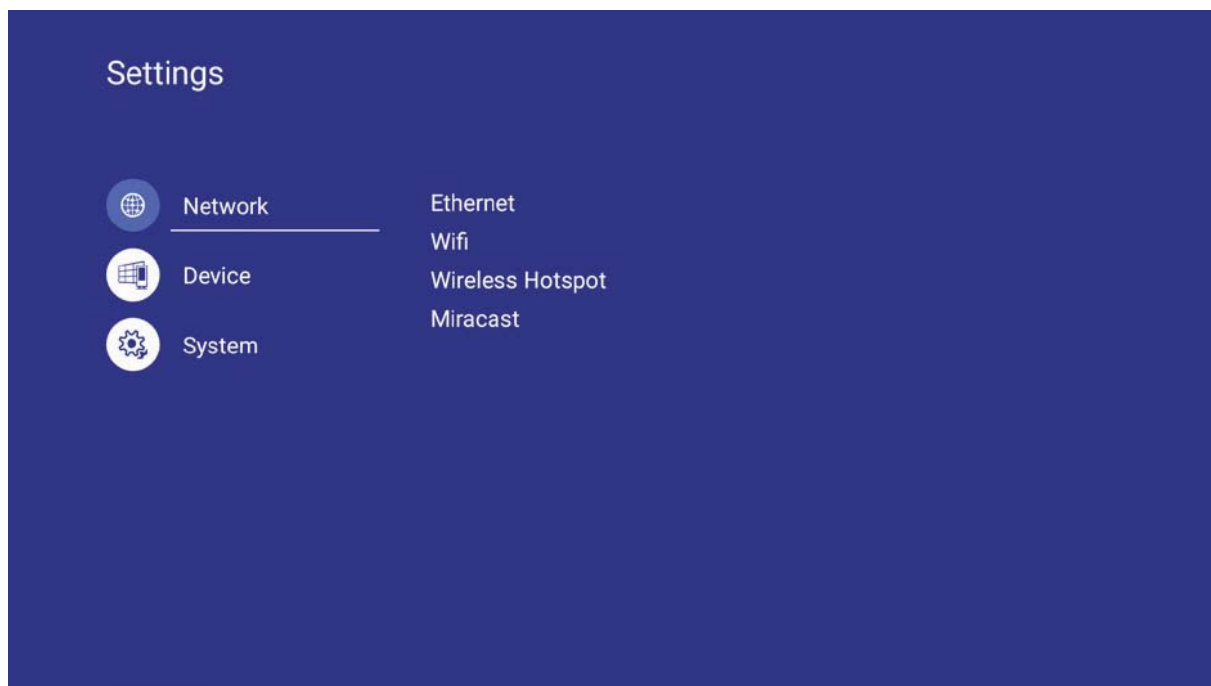 Settings
Network
Device
System
Ethernet
Wifi
Wireless Hotspot
Miracast